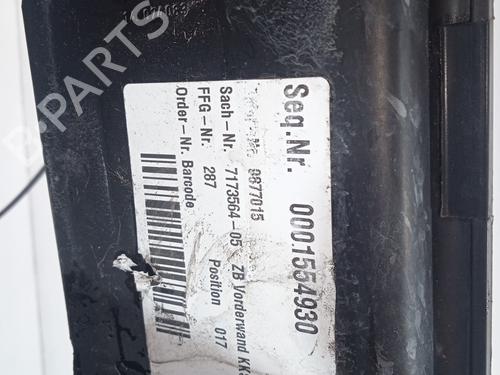 B-PARTS
Seq.Nr. 0001554930
9877015
Sach-Nr. 7173564-05 ZB Vorderwand KK
FFG-Nr. 287 Position 017
Order-Nr. Barcode